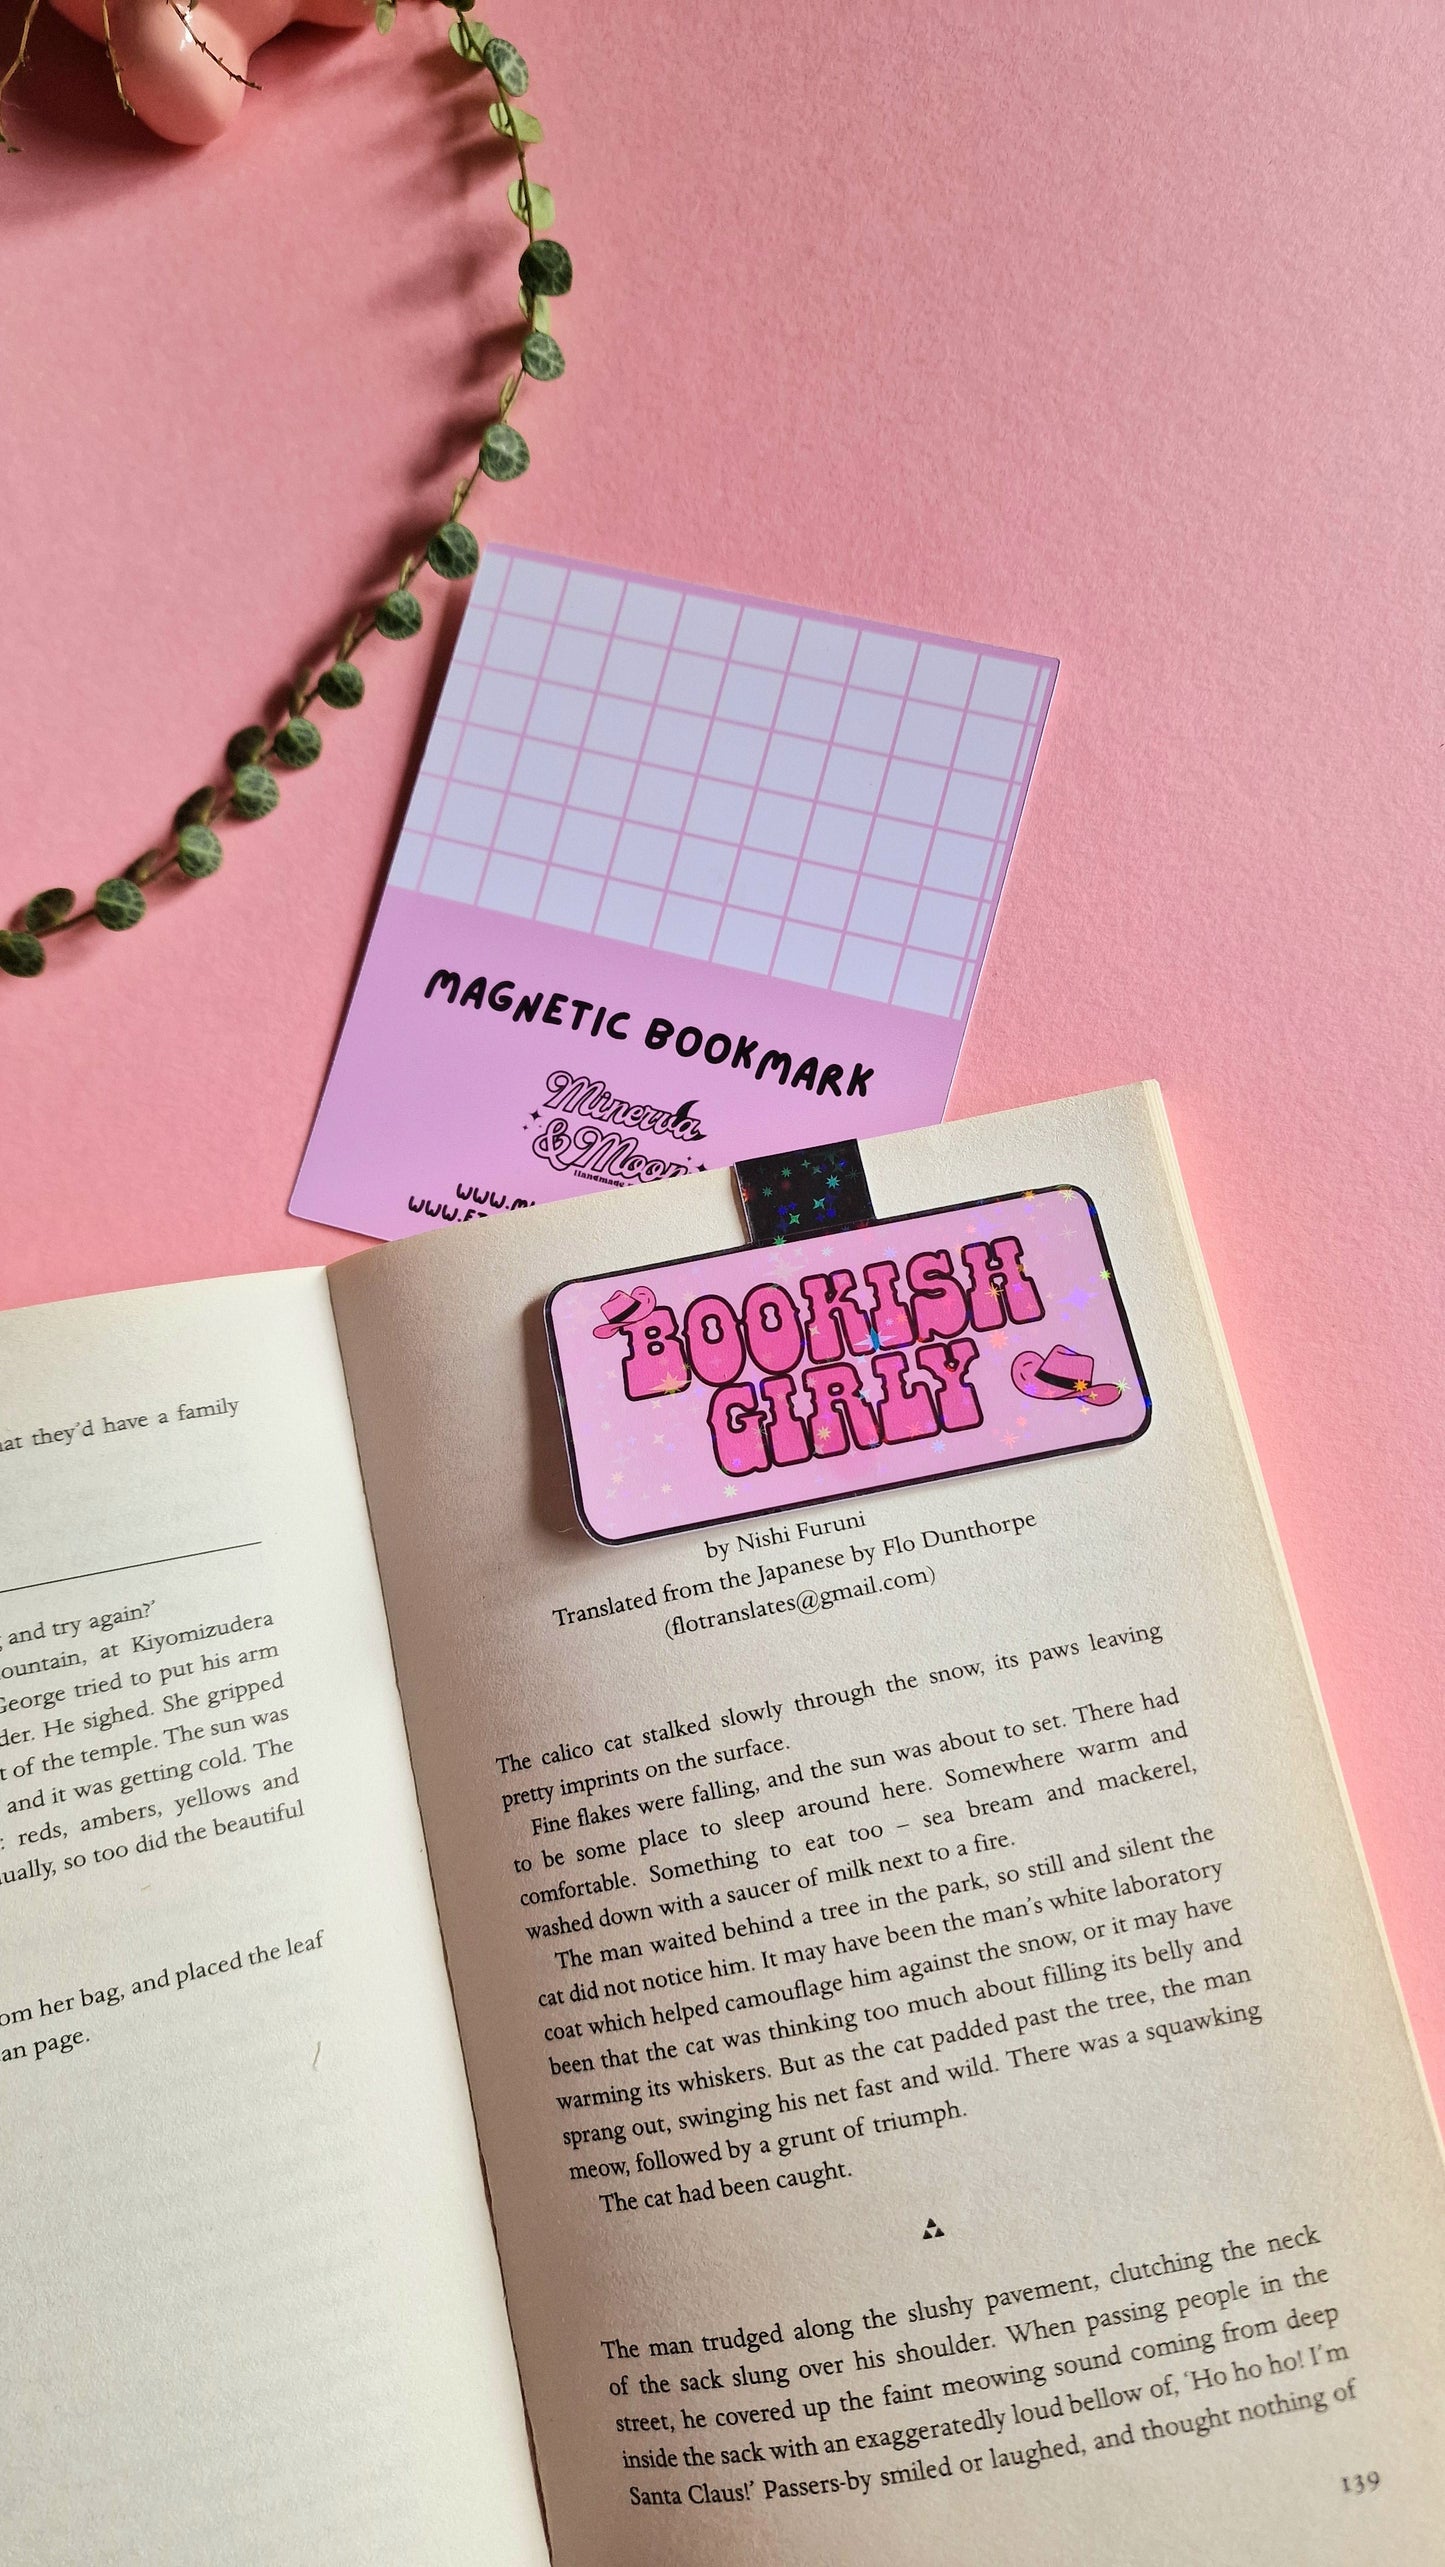 MAGNETIC BOOKMARK
Minerva
& Moon
Handmade
WWW.
WWW.
BOOKISH
GIRLY
they'd have a family
and try again?'
at Kiyomizudera
George tried to put his arm
He sighed. She gripped
of the temple. The sun was
and it was getting cold. The
reds, ambers, yellows and
so too did the beautiful
her bag, and placed the leaf
page.
by Nishi Furuni
Translated from the Japanese by Flo Dunthorpe
(flotranslates@gmail.com)
The calico cat stalked slowly through the snow, its paws leaving
pretty imprints on the surface.
Fine flakes were falling, and the sun was about to set. There had
to be some place to sleep around here. Somewhere warm and
comfortable. Something to eat too – sea bream and mackerel,
washed down with a saucer of milk next to a fire.
The man waited behind a tree in the park, so still and silent the
cat did not notice him. It may have been the man's white laboratory
coat which helped camouflage him against the snow, or it may have
been that the cat was thinking too much about filling its belly and
warming its whiskers. But as the cat padded past the tree, the man
sprang out, swinging his net fast and wild. There was a squawking
meow, followed by a grunt of triumph.
The cat had been caught.
The man trudged along the slushy pavement, clutching the neck
of the sack slung over his shoulder. When passing people in the
street, he covered up the faint meowing sound coming from deep
inside the sack with an exaggeratedly loud bellow of, 'Ho ho ho! I'm
Santa Claus!' Passers-by smiled or laughed, and thought nothing of
139